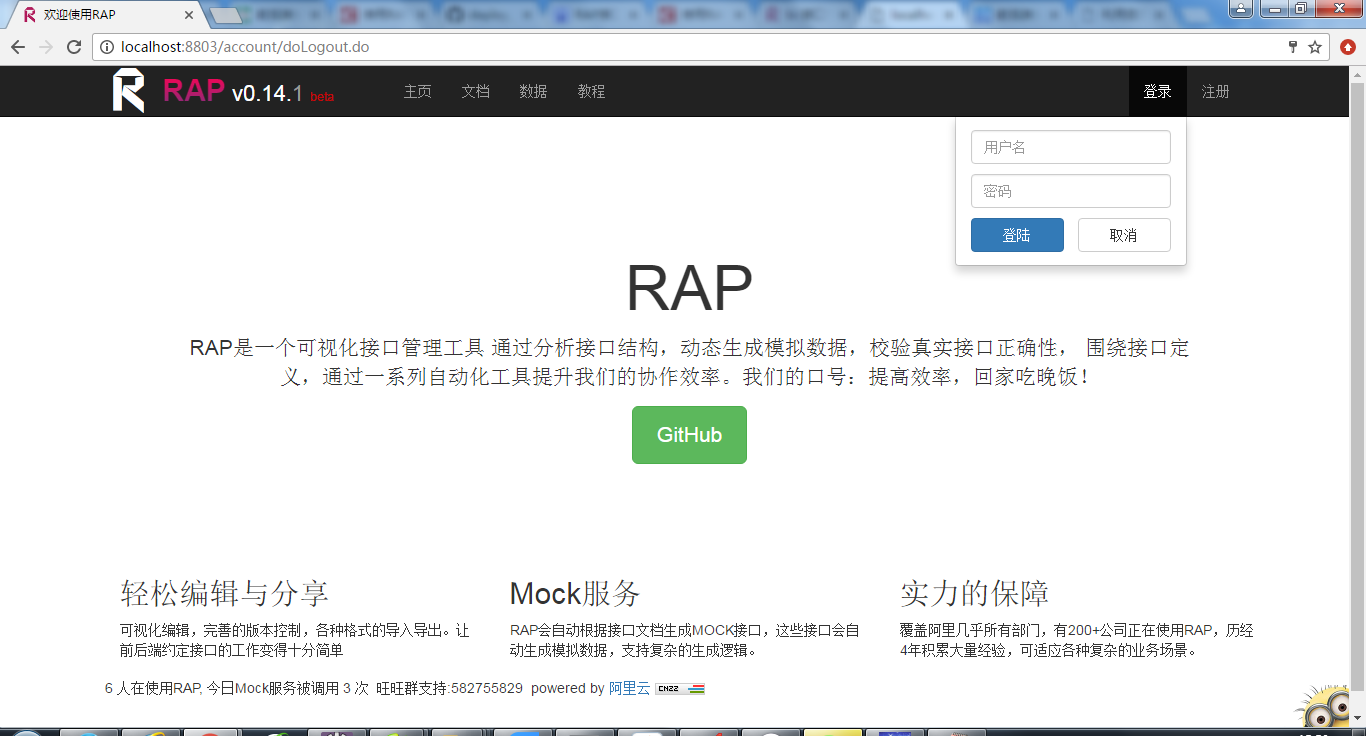 欢迎使用RAP
localhost:8803/account/doLogout.do
RAP v0.14.1 beta
主页 文档 数据 教程
登录 注册
用户名
密码
登陆 取消
RAP
RAP是一个可视化接口管理工具 通过分析接口结构，动态生成模拟数据，校验真实接口正确性， 围绕接口定
义，通过一系列自动化工具提升我们的协作效率。我们的口号：提高效率，回家吃晚饭！
GitHub
轻松编辑与分享
可视化编辑，完善的版本控制，各种格式的导入导出。让
前后端约定接口的工作变得十分简单
Mock服务
RAP会自动根据接口文档生成MOCK接口，这些接口会自
动生成模拟数据，支持复杂的生成逻辑。
实力的保障
覆盖阿里几乎所有部门，有200+公司正在使用RAP，历经
4年积累大量经验，可适应各种复杂的业务场景。
6 人在使用RAP, 今日Mock服务被调用 3 次 旺旺群支持:582755829 powered by 阿里云 CNZZ